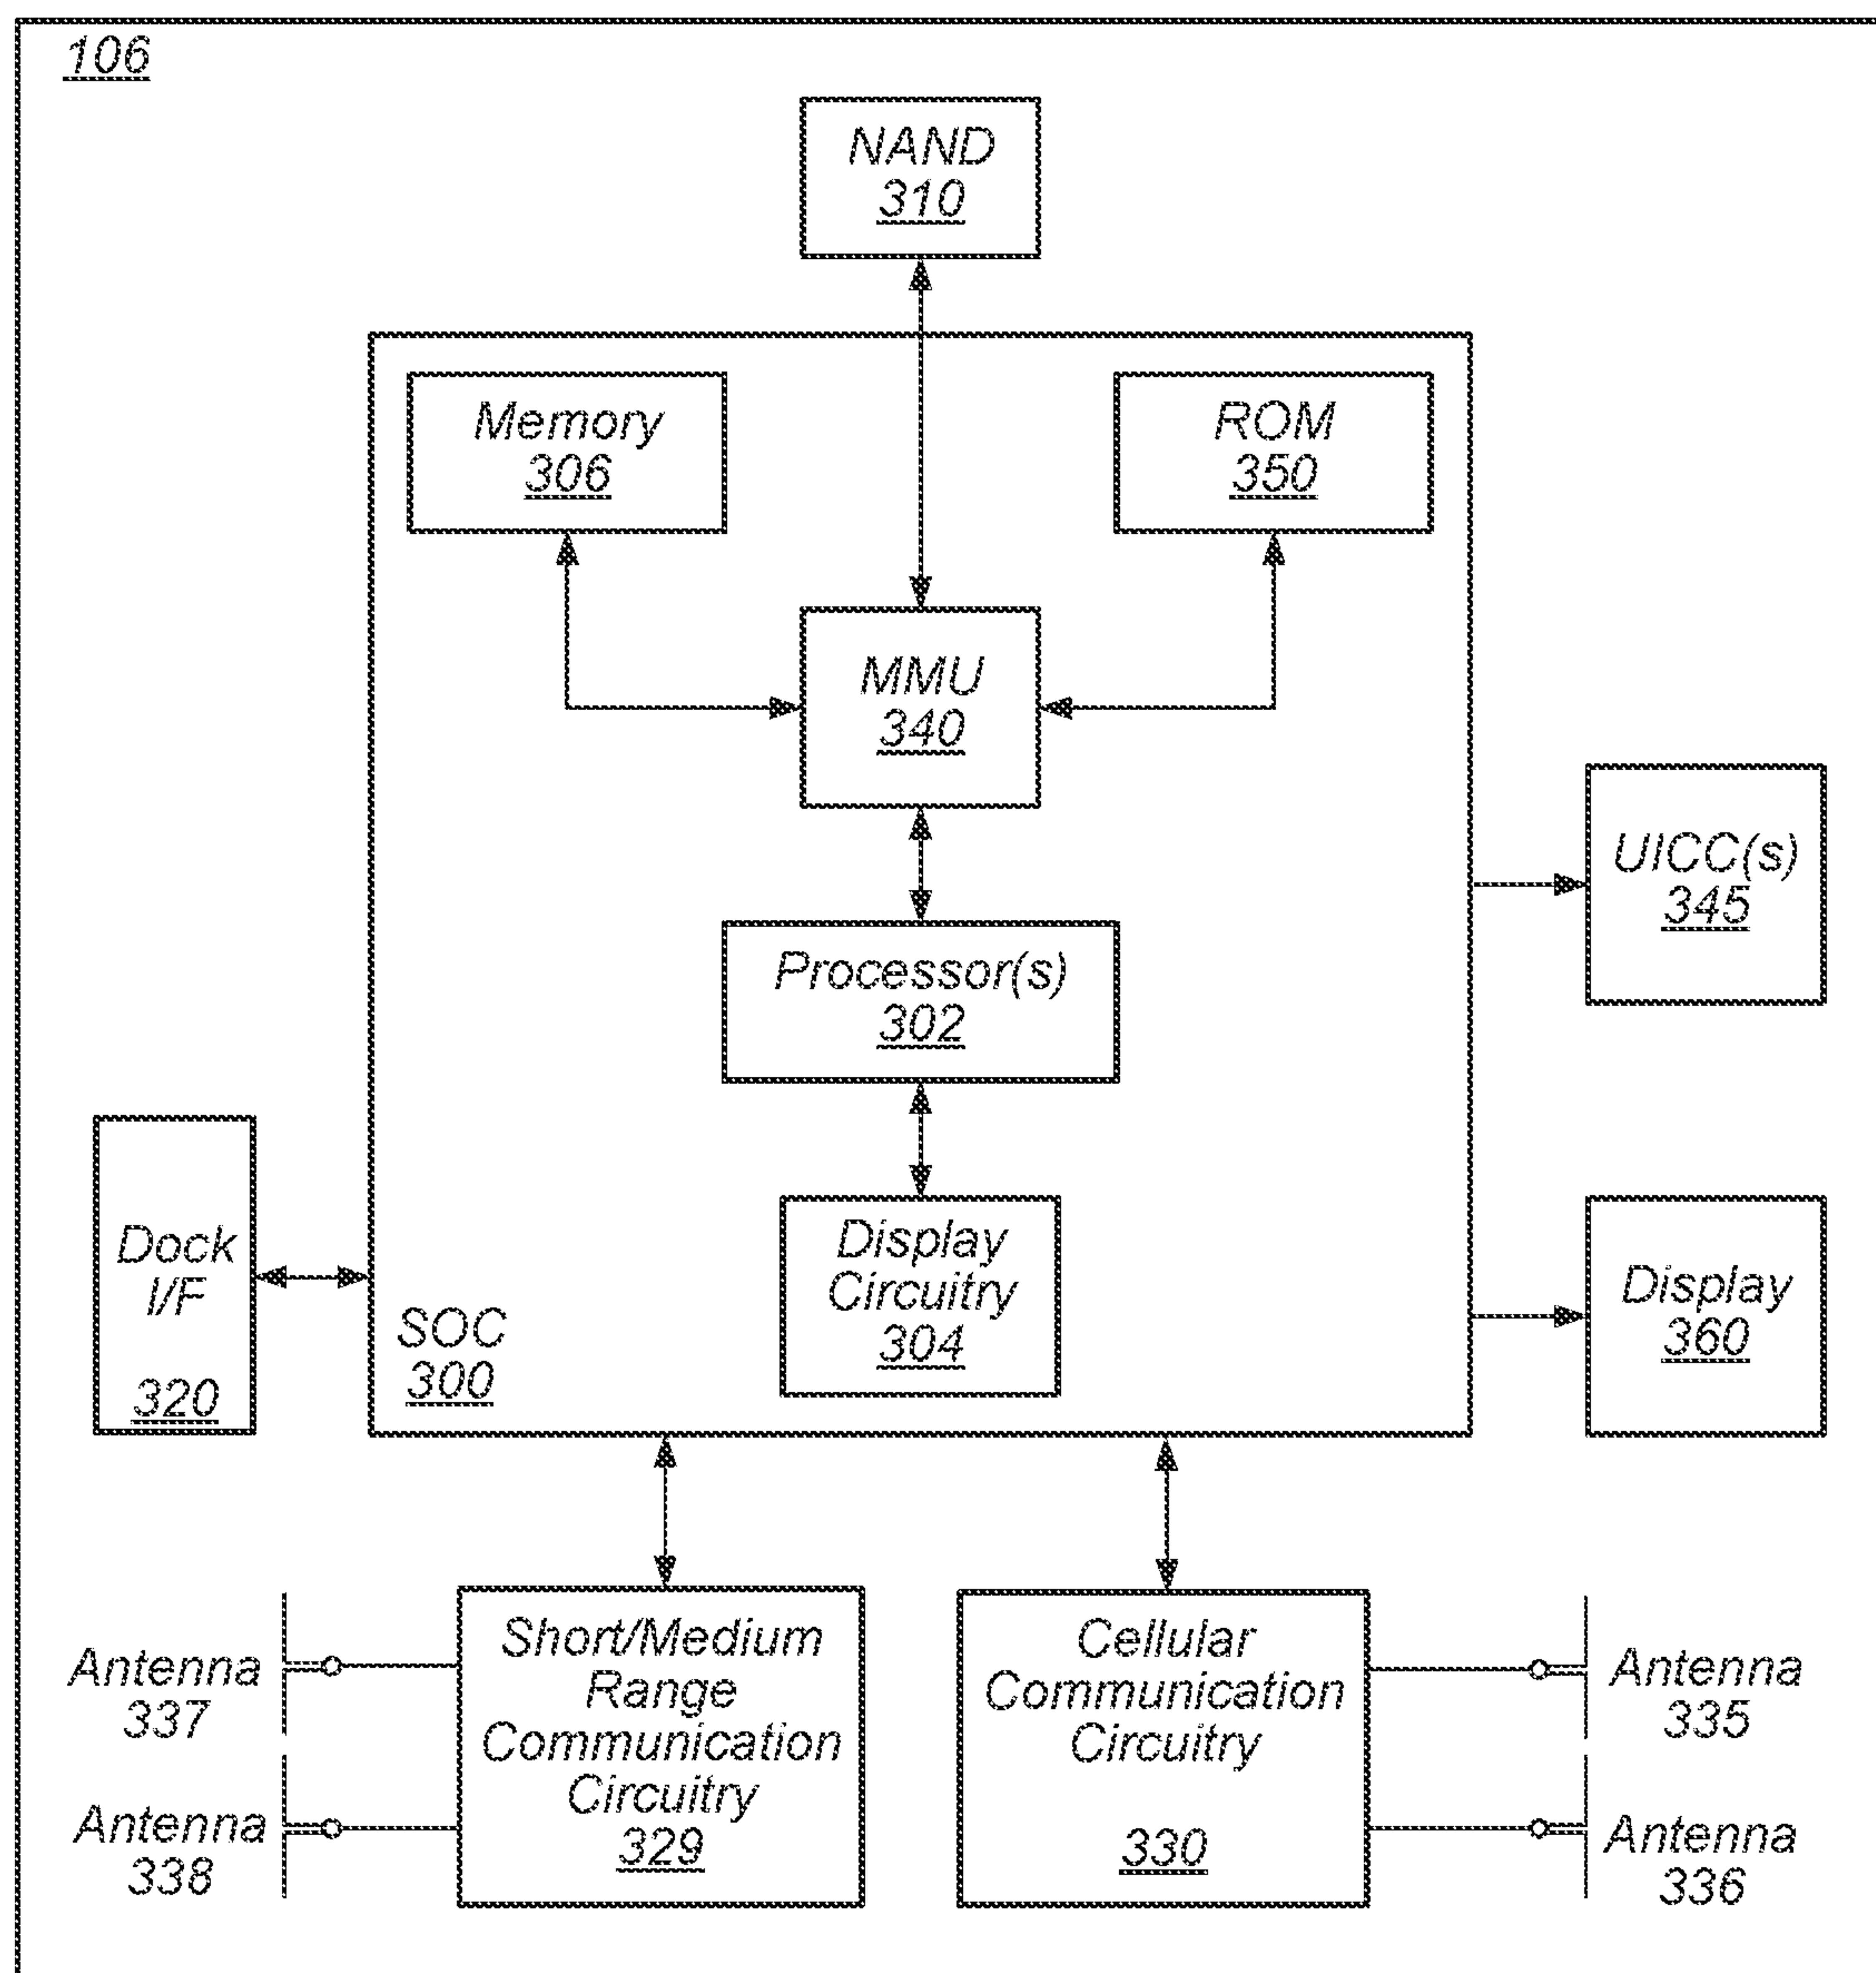 106
NAND
310
Memory
306
ROM
350
MMU
340
UICC(s)
345
Processor(s)
302
Dock
I/F
320
Display
Circuitry
304
SOC
300
Display
360
Short/Medium
Range
Communication
Circuitry
329
Cellular
Communication
Circuitry
330
Antenna
337
Antenna
338
Antenna
335
Antenna
336